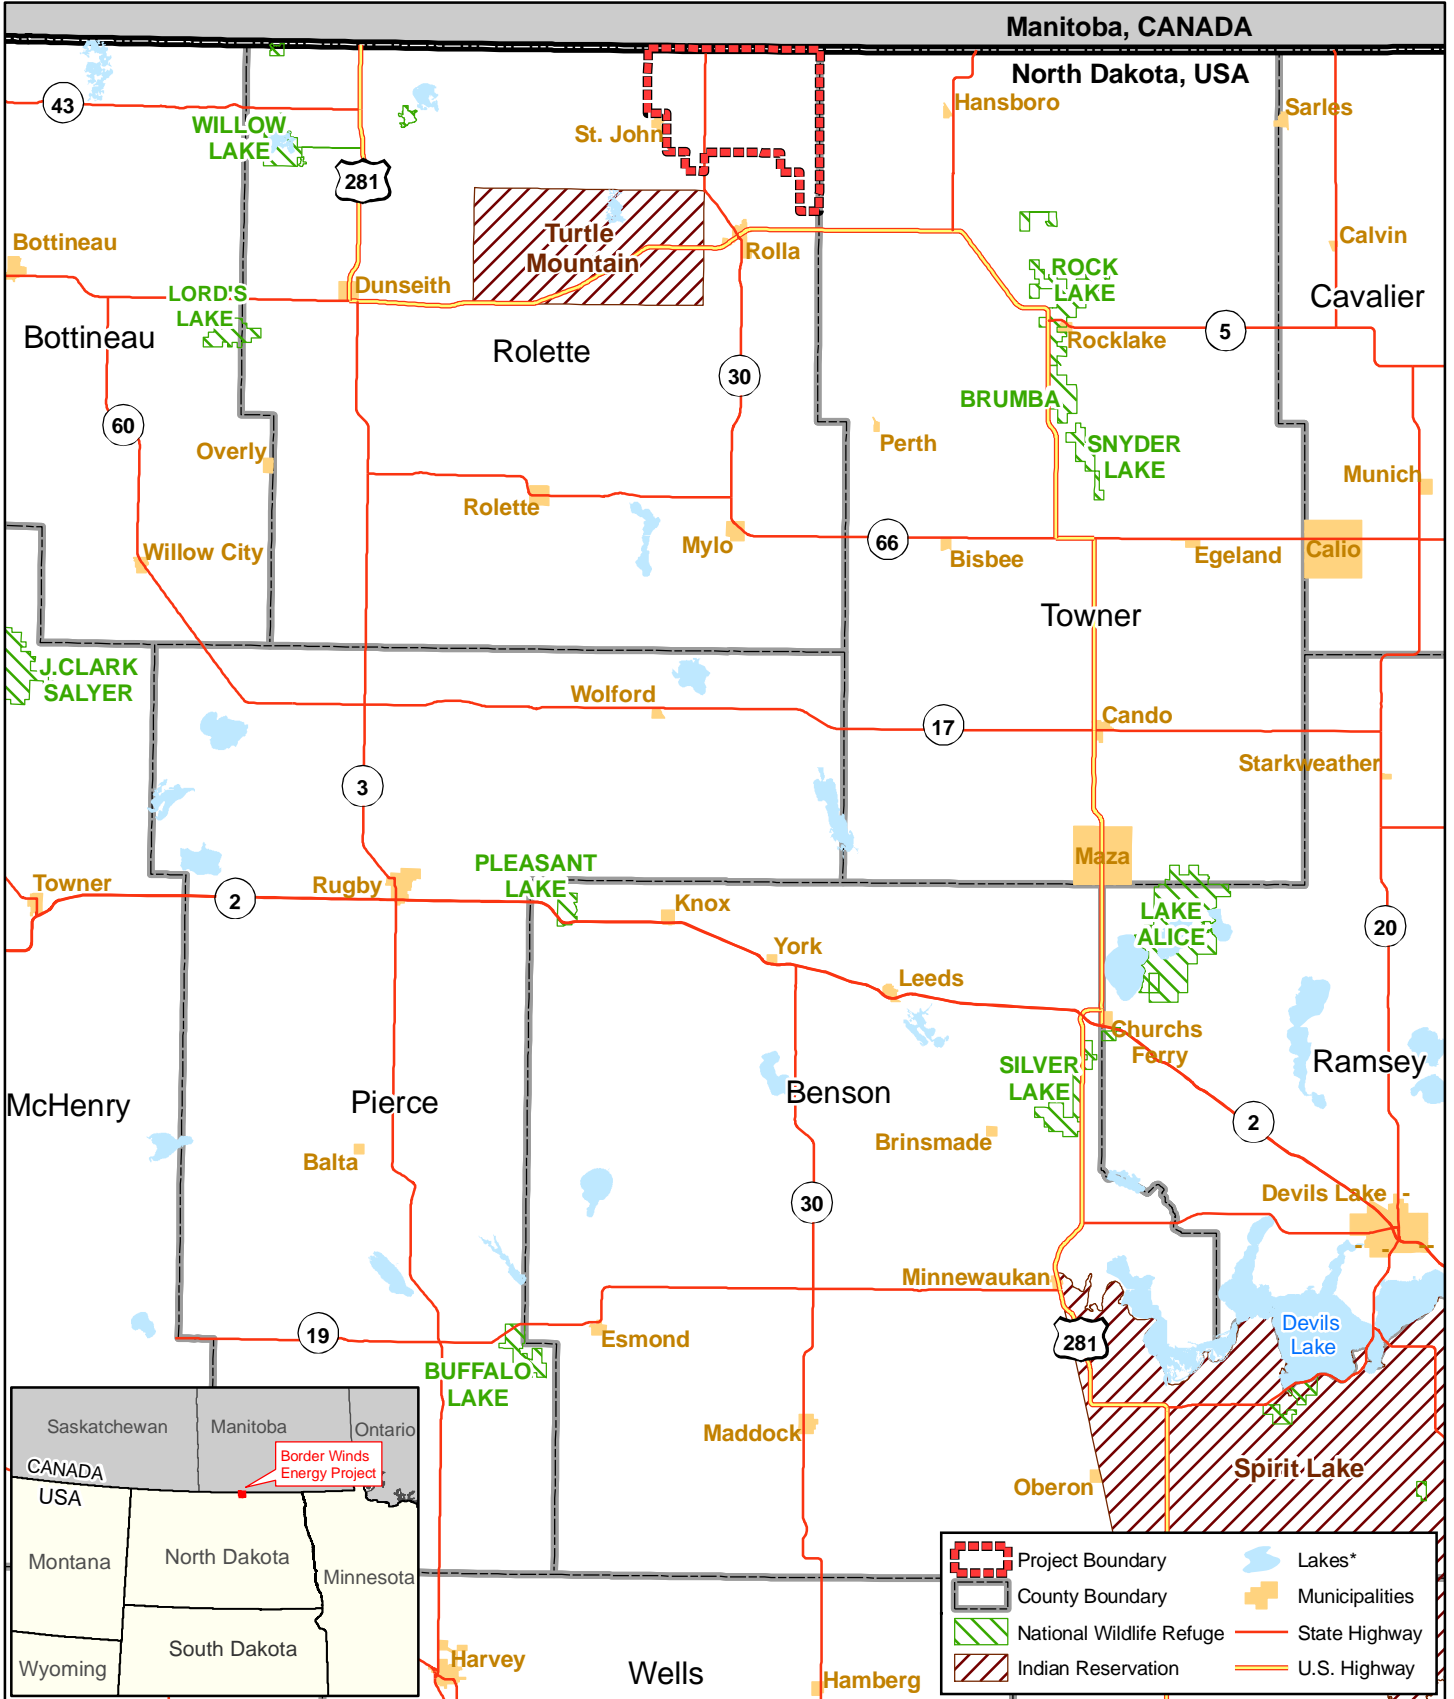 Manitoba, CANADA
North Dakota, USA
43
Hansboro
Sarles
WILLOW
LAKE
St. John
281
Bottineau
Turtle
Mountain
Rolla
Calvin
Dunseith
ROCK
LAKE
LORD'S
LAKE
Cavalier
Bottineau
Rolette
Rocklake
5
30
BRUMBA
60
Overly
Perth
SNYDER
LAKE
Munich
Rolette
Willow City
Mylo
66
Bisbee
Egeland
Calio
Towner
J.CLARK
SALYER
Wolford
17
Cando
Starkweather
3
Maza
PLEASANT
LAKE
Towner
2
Rugby
Knox
LAKE
ALICE
20
York
Leeds
Churchs
Ferry
SILVER
LAKE
Ramsey
McHenry
Pierce
Benson
2
Brinsmade
Balta
30
Devils Lake
Minnewaukan
19
Esmond
281
Devils
Lake
BUFFALO
LAKE
Maddock
Spirit Lake
Oberon
Saskatchewan
Manitoba
Ontario
Border Winds
Energy Project
CANADA
USA
Montana
North Dakota
Minnesota
South Dakota
Wyoming
Harvey
Wells
Hamberg
Project Boundary
County Boundary
National Wildlife Refuge
Indian Reservation
Lakes*
Municipalities
State Highway
U.S. Highway